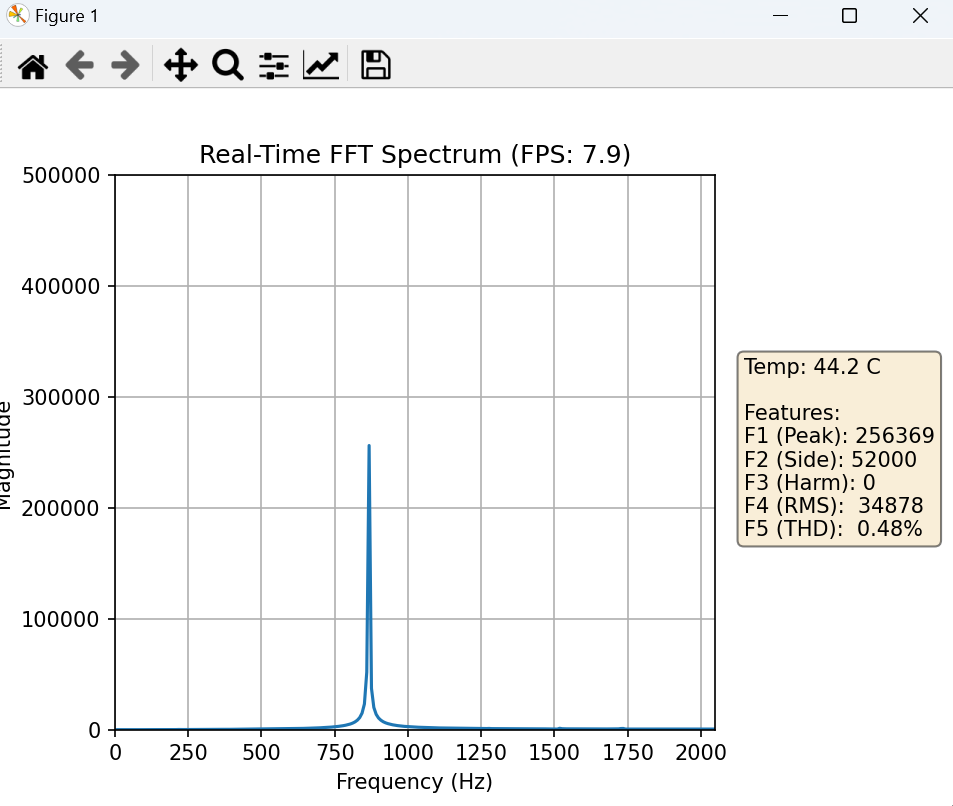 Figure 1
Real-Time FFT Spectrum (FPS: 7.9)
500000
400000
300000
200000
100000
0
Magnitude
0 250 500 750 1000 1250 1500 1750 2000
Frequency (Hz)
Temp: 44.2 C
Features:
F1 (Peak): 256369
F2 (Side): 52000
F3 (Harm): 0
F4 (RMS):  34878
F5 (THD):  0.48%